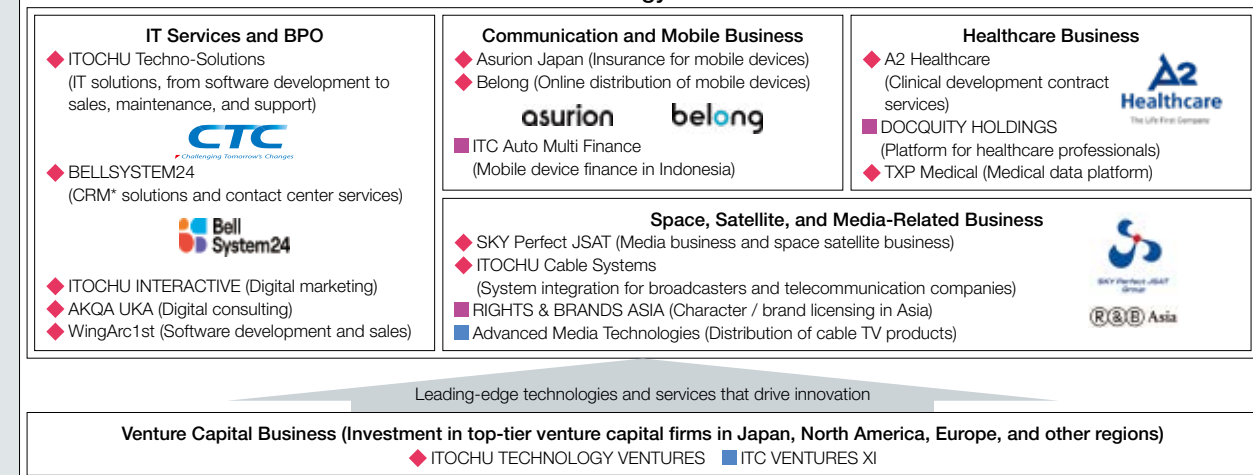 IT Services and BPO
ITOCHU Techno-Solutions
(IT solutions, from software development to
sales, maintenance, and support)
CTC
Challenging Tomorrow's Changes
BELLSYSTEM24
(CRM* solutions and contact center services)
Bell
System24
ITOCHU INTERACTIVE (Digital marketing)
AKQA UKA (Digital consulting)
WingArc1st (Software development and sales)
Communication and Mobile Business
Asurion Japan (Insurance for mobile devices)
Belong (Online distribution of mobile devices)
asurion belong
ITC Auto Multi Finance
(Mobile device finance in Indonesia)
Healthcare Business
A2 Healthcare
(Clinical development contract
services)
A2
Healthcare
The Life First Company
DOCQUITY HOLDINGS
(Platform for healthcare professionals)
TXP Medical (Medical data platform)
Space, Satellite, and Media-Related Business
SKY Perfect JSAT (Media business and space satellite business)
ITOCHU Cable Systems
(System integration for broadcasters and telecommunication companies)
RIGHTS & BRANDS ASIA (Character / brand licensing in Asia)
Advanced Media Technologies (Distribution of cable TV products)
SKY Perfect JSAT
Group
R&B Asia
Leading-edge technologies and services that drive innovation
Venture Capital Business (Investment in top-tier venture capital firms in Japan, North America, Europe, and other regions)
ITOCHU TECHNOLOGY VENTURES ITC VENTURES XI